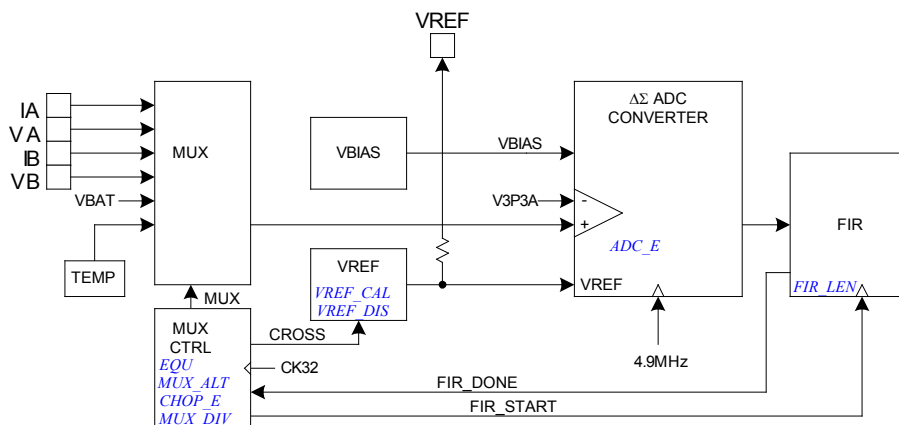 VREF
IA
VA
IB
VB
VBAT
TEMP
MUX
VBIAS
VBIAS
V3P3A
-
+
ΔΣ ADC
CONVERTER
ADC_E
VREF
4.9MHz
FIR
FIR_LEN
VREF
VREF_CAL
VREF_DIS
MUX
MUX
CTRL
EQU
MUX_ALT
CHOP_E
MUX_DIV
CROSS
CK32
FIR_DONE
FIR_START